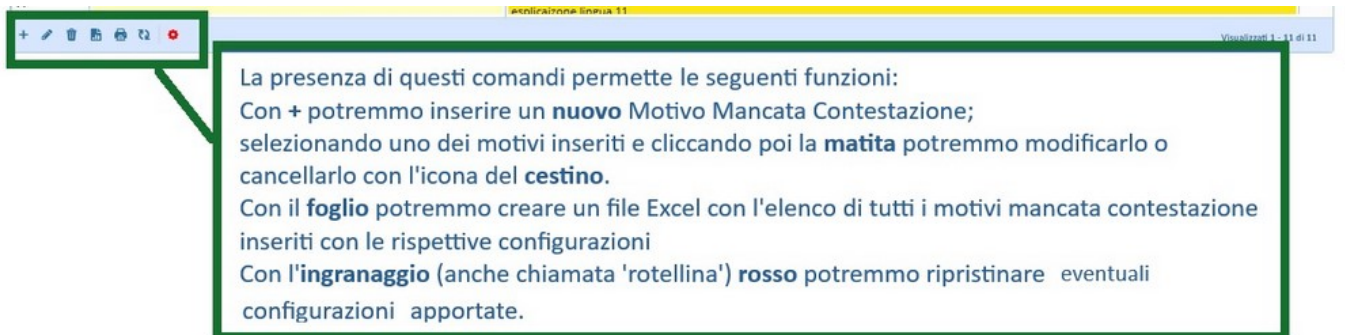 esplicaizone lingua 11
Visualizzati 1 - 11 di 11
La presenza di questi comandi permette le seguenti funzioni:
Con + potremmo inserire un nuovo Motivo Mancata Contestazione;
selezionando uno dei motivi inseriti e cliccando poi la matita potremmo modificarlo o
cancellarlo con l'icona del cestino.
Con il foglio potremmo creare un file Excel con l'elenco di tutti i motivi mancata contestazione
inseriti con le rispettive configurazioni
Con l'ingranaggio (anche chiamata 'rotellina') rosso potremmo ripristinare eventuali
configurazioni apportate.